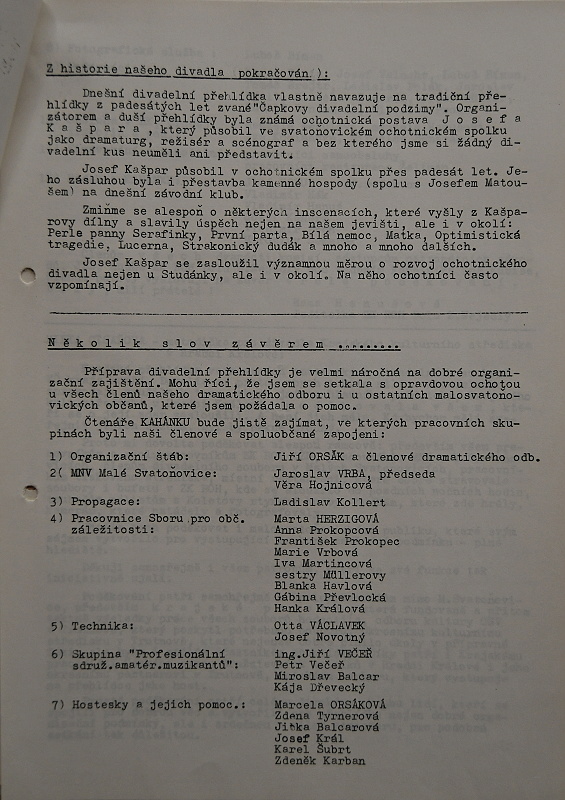 Z historie našeho divadla pokračován ):
Dnešní divadelní přehlídka vlastně navazuje na tradiční pře-
hlídky z padesátých let zvané"Čapkovy divadelní podzimy". Organi-
zátorem a duší přehlídky byla známá ochotnická postava J o s e f a
K a š p a r a , který působil ve svatoňovickém ochotnickém spolku
jako dramaturg, režisér a scénograf a bez kterého jsme si žádný di-
vadelní kus neuměli ani představit.
Josef Kašpar působil v ochotnickém spolku přes padesát let. Je-
ho zásluhou byla i přestavba kamenné hospody (spolu s Josefem Matou-
šem) na dnešní závodní klub.
Zmiňme se alespoň o některých inscenacích, které vyšly z Kašpa-
rovy dílny a slavily úspěch nejen na našem jevišti, ale i v okolí:
Perle panny Serafinky, První parta, Bílá nemoc, Matka, Optimistická
tragedie, Lucerna, Strakonický dudák a mnoho a mnoho dalších.
Josef Kašpar se zasloužil významnou měrou o rozvoj ochotnického
divadla nejen u Studánky, ale i v okolí. Na něho ochotníci často
vzpomínají.
N ě k o l i k s l o v z á v ě r e m .........
Příprava divadelní přehlídky je velmi náročná na dobré organi-
zační zajištění. Mohu říci, že jsem se setkala s opravdovou ochotou
u všech členů našeho dramatického odboru i u ostatních malosvatoňo-
vických občanů, které jsem požádala o pomoc.
Čtenáře KAHÁNKU bude jistě zajímat, ve kterých pracovních sku-
pinách byli naši členové a spoluobčané zapojeni:
1) Organizační štáb: Jiří ORSÁK a členové dramatického odb.
2( MNV Malé Svatoňovice: Jaroslav VRBA, předseda
Věra Hojnicová
3) Propagace: Ladislav Kollert
4) Pracovnice Sboru pro obč. Marta HERZIGOVÁ
záležitosti: Anna Prokopcová
František Prokopec
Marie Vrbová
Iva Martincová
sestry Müllerovy
Blanka Havlová
Gábina Převlocká
Hanka Králová
5) Technika: Otta VÁCLAVEK
Josef Novotný
6) Skupina "Profesionální ing.Jiří VEČEŘ
sdruž.amatér.muzikantů": Petr Večeř
Miroslav Balcar
Kája Dřevecký
7) Hostesky a jejich pomoc.: Marcela ORSÁKOVÁ
Zdena Tyrnerová
Jitka Balcarová
Josef Král
Karel Šubrt
Zdeněk Karban